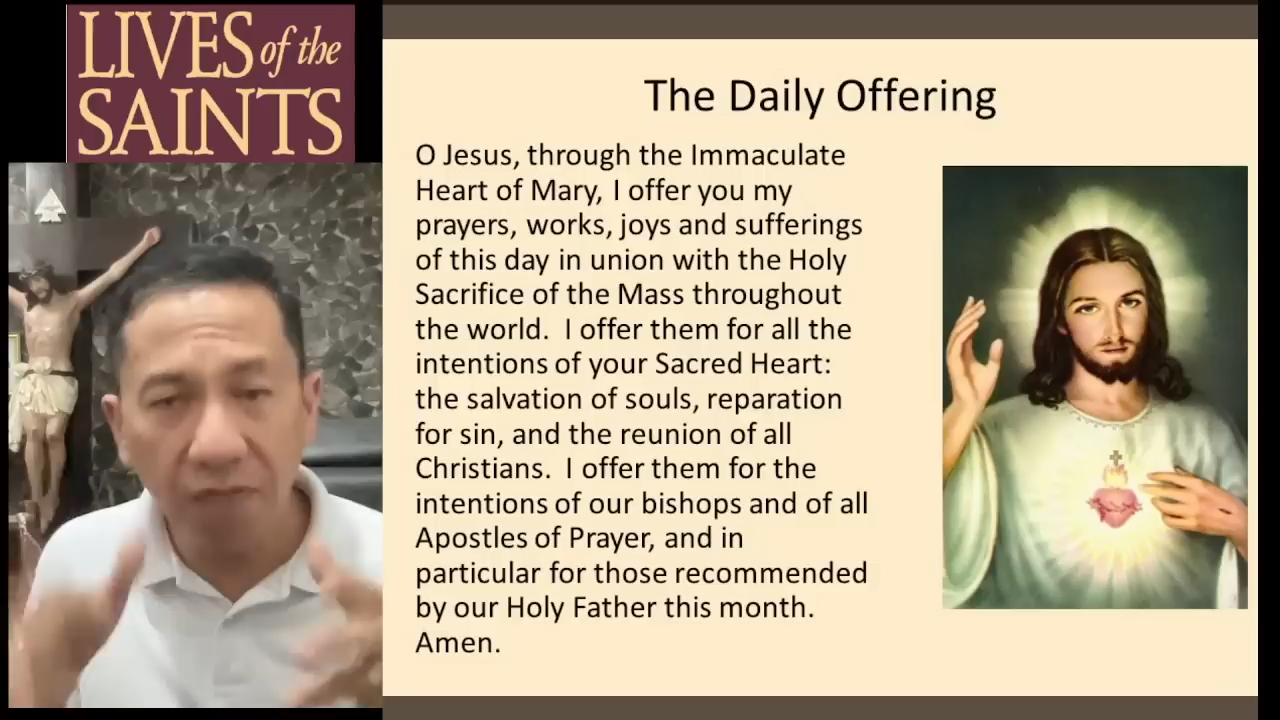 LIVES of the
SAINTS
The Daily Offering
O Jesus, through the Immaculate
Heart of Mary, I offer you my
prayers, works, joys and sufferings
of this day in union with the Holy
Sacrifice of the Mass throughout
the world.  I offer them for all the
intentions of your Sacred Heart:
the salvation of souls, reparation
for sin, and the reunion of all
Christians.  I offer them for the
intentions of our bishops and of all
Apostles of Prayer, and in
particular for those recommended
by our Holy Father this month.
Amen.